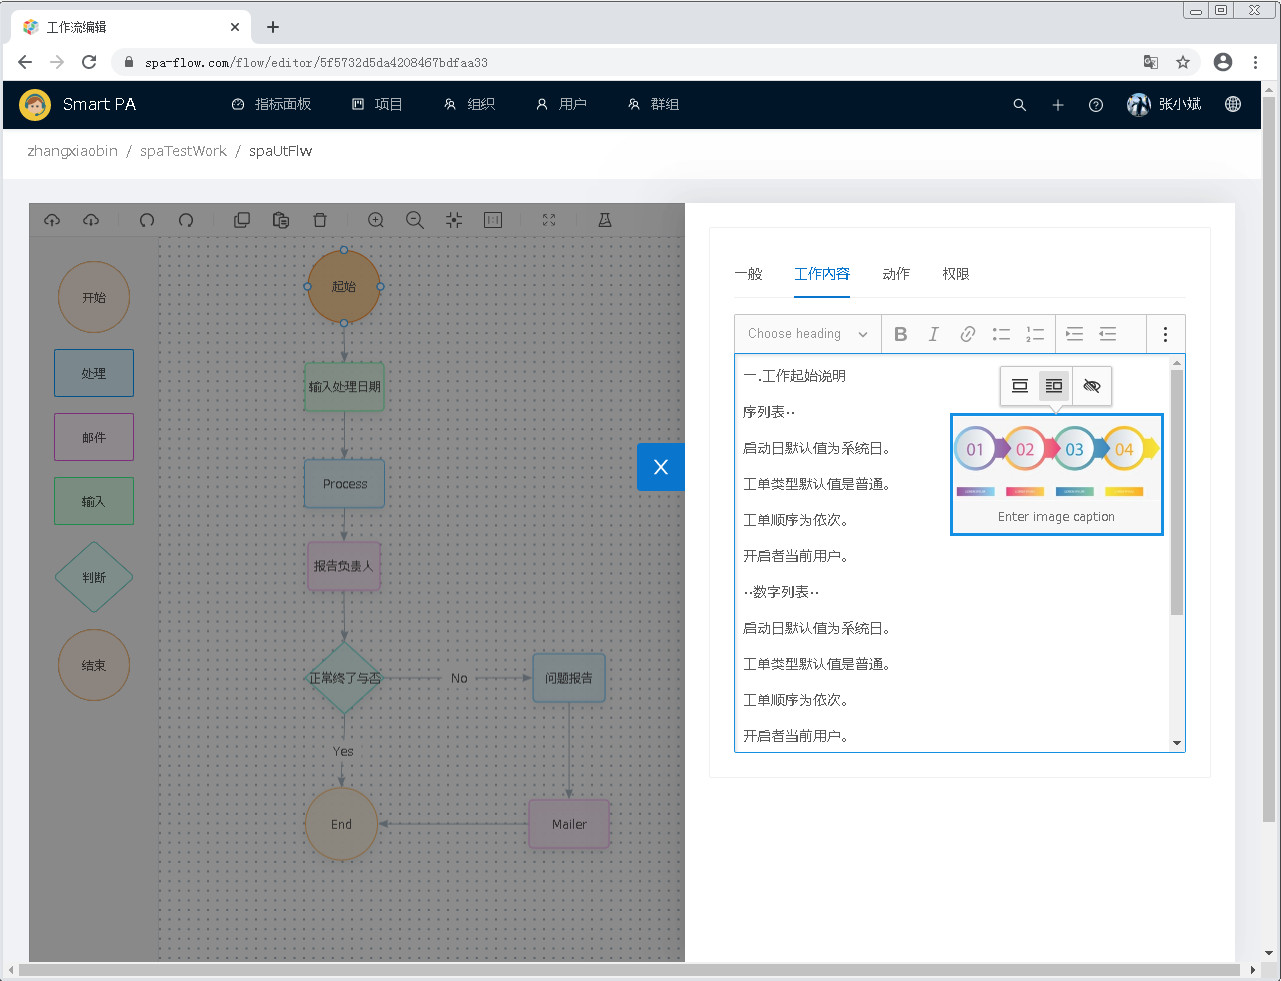 工作流编辑
spa-flow.com/flow/editor/5f5732d5da4208467bdfaa33
Smart PA
指标面板
项目
组织
用户
群组
张小斌
zhangxiaobin / spaTestWork / spaUtFlw
开始
处理
邮件
输入
判断
结束
起始
输入处理日期
Process
报告负责人
正常终了与否
No
问题报告
Yes
End
Mailer
X
一般
工作内容
动作
权限
Choose heading
一.工作起始说明
序列表··
启动日默认值为系统日。
工单类型默认值是普通。
工单顺序为依次。
开启者当前用户。
··数字列表··
启动日默认值为系统日。
工单类型默认值是普通。
工单顺序为依次。
开启者当前用户。
01
02
03
04
Enter image caption